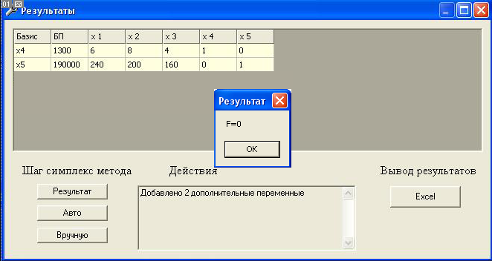 Результаты
Базис БП x 1 x 2 x 3 x 4 x 5
x4 1300 6 8 4 1 0
x5 190000 240 200 160 0 1
Результат
F=0
OK
Шаг симплекс метода Действия Вывод результатов
Результат
Авто
Вручную
Добавлено 2 дополнительные переменные
Excel